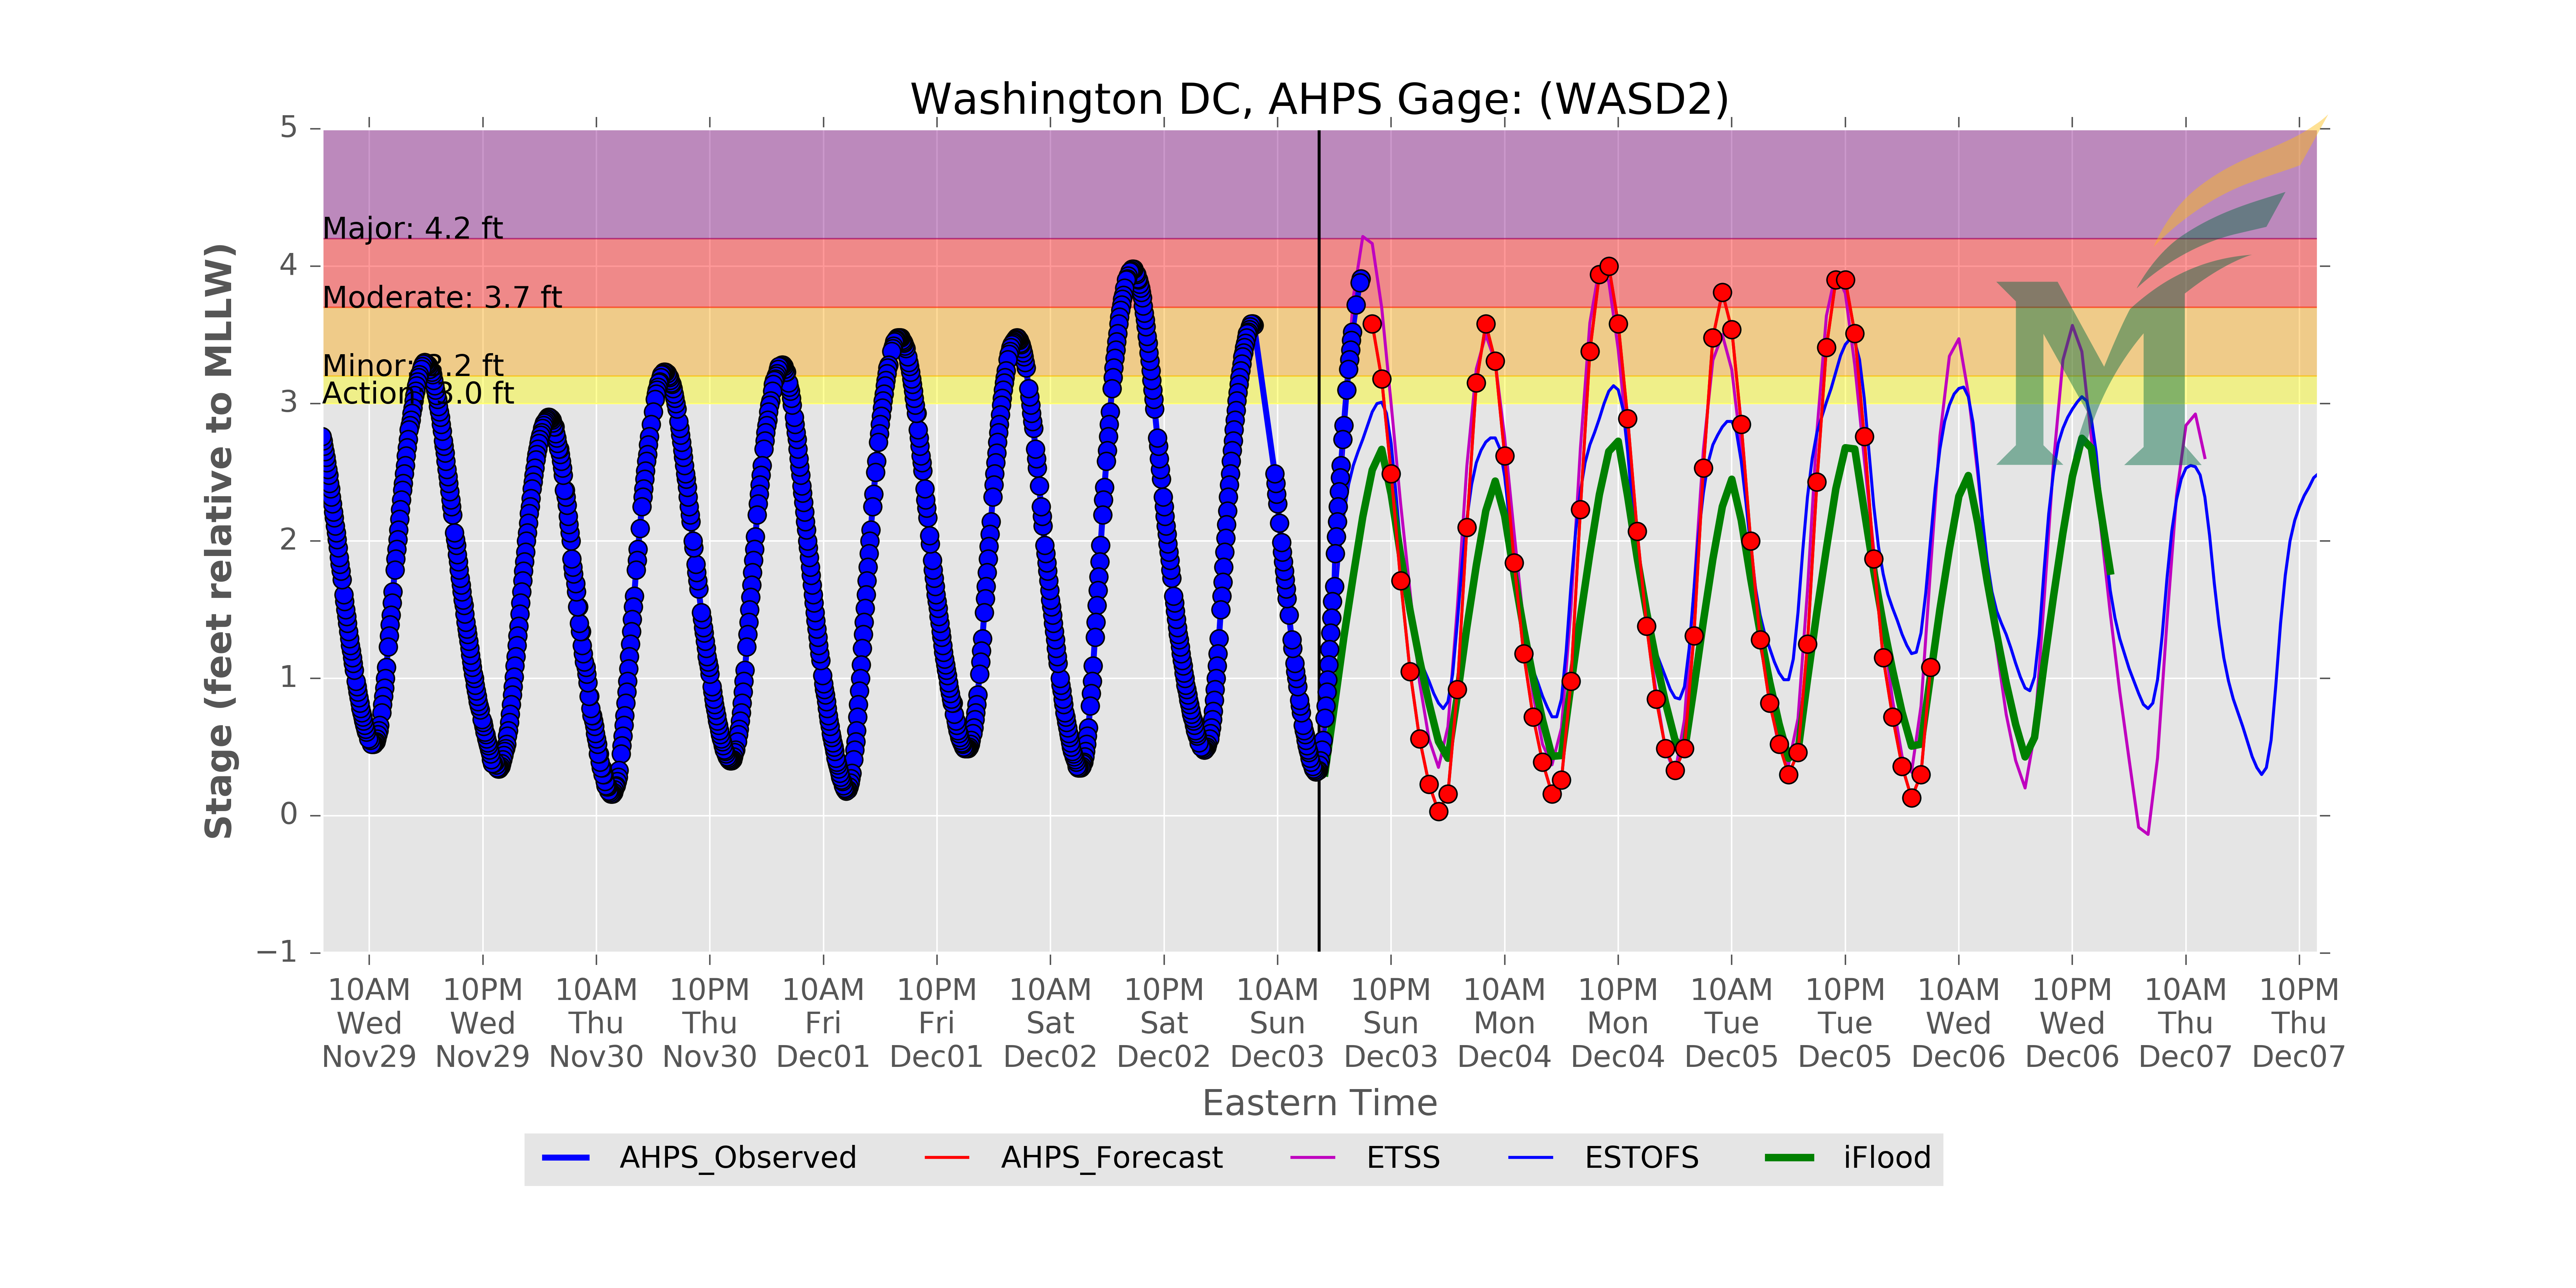 Washington DC, AHPS Gage: (WASD2)
Stage (feet relative to MLLW)
5
4
3
2
1
0
−1
Major: 4.2 ft
Moderate: 3.7 ft
Minor: 3.2 ft
Action: 3.0 ft
10AM 10PM 10AM 10PM 10AM 10PM 10AM 10PM 10AM 10PM 10AM 10PM 10AM 10PM 10AM 10PM 10AM 10PM
Wed Wed Thu Thu Fri Fri Sat Sat Sun Sun Mon Mon Tue Tue Wed Wed Thu Thu
Nov29 Nov29 Nov30 Nov30 Dec01 Dec01 Dec02 Dec02 Dec03 Dec03 Dec04 Dec04 Dec05 Dec05 Dec06 Dec06 Dec07 Dec07
Eastern Time
AHPS_Observed AHPS_Forecast ETSS ESTOFS iFlood